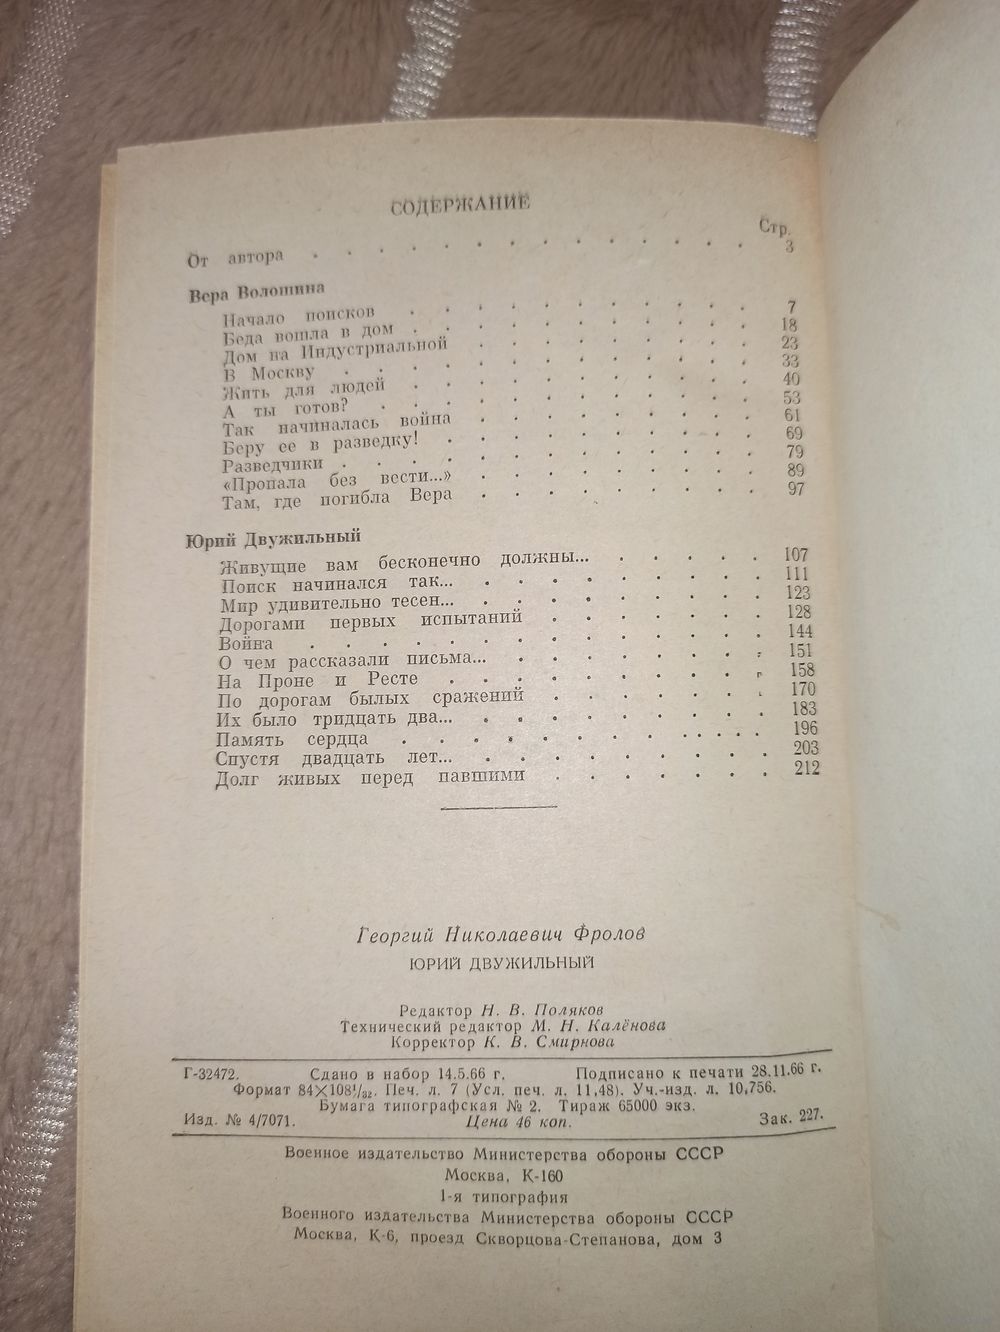 СОДЕРЖАНИЕ
Стр.
От автора . . . . . . . . . . . . . . 3
Вера Волошина
Начало поисков . . . . . . . . . . . 7
Беда вошла в дом . . . . . . . . . . 18
Дом на Индустриальной . . . . . . . . . 23
В Москву . . . . . . . . . . . . 33
Жить для людей . . . . . . . . . . . 40
А ты готов? . . . . . . . . . . . 53
Так начиналась война . . . . . . . . . 61
Беру ее в разведку! . . . . . . . . . . 69
Разведчики . . . . . . . . . . . . 79
«Пропала без вести...» . . . . . . . . . 89
Там, где погибла Вера . . . . . . . . . 97
Юрий Двужильный
Живущие вам бесконечно должны... . . . . . 107
Поиск начинался так... . . . . . . . . . 111
Мир удивительно тесен... . . . . . . . . . 123
Дорогами первых испытаний . . . . . . . 128
Война . . . . . . . . . . . . . 144
О чем рассказали письма... . . . . . . . . 151
На Проне и Ресте . . . . . . . . . . 158
По дорогам былых сражений . . . . . . . 170
Их было тридцать два... . . . . . . . . . 183
Память сердца . . . . . . . . . . . 196
Спустя двадцать лет... . . . . . . . . . 203
Долг живых перед павшими . . . . . . . 212
Георгий Николаевич Фролов
ЮРИЙ ДВУЖИЛЬНЫЙ
Редактор Н. В. Поляков
Технический редактор М. Н. Калёнова
Корректор К. В. Смирнова
Г-32472. Сдано в набор 14.5.66 г. Подписано к печати 28.11.66 г.
Формат 84×108¹/₃₂. Печ. л. 7 (Усл. печ. л. 11,48). Уч.-изд. л. 10,756.
Бумага типографская № 2. Тираж 65000 экз.
Изд. № 4/7071. Цена 46 коп. Зак. 227.
Военное издательство Министерства обороны СССР
Москва, К-160
1-я типография
Военного издательства Министерства обороны СССР
Москва, К-6, проезд Скворцова-Степанова, дом 3